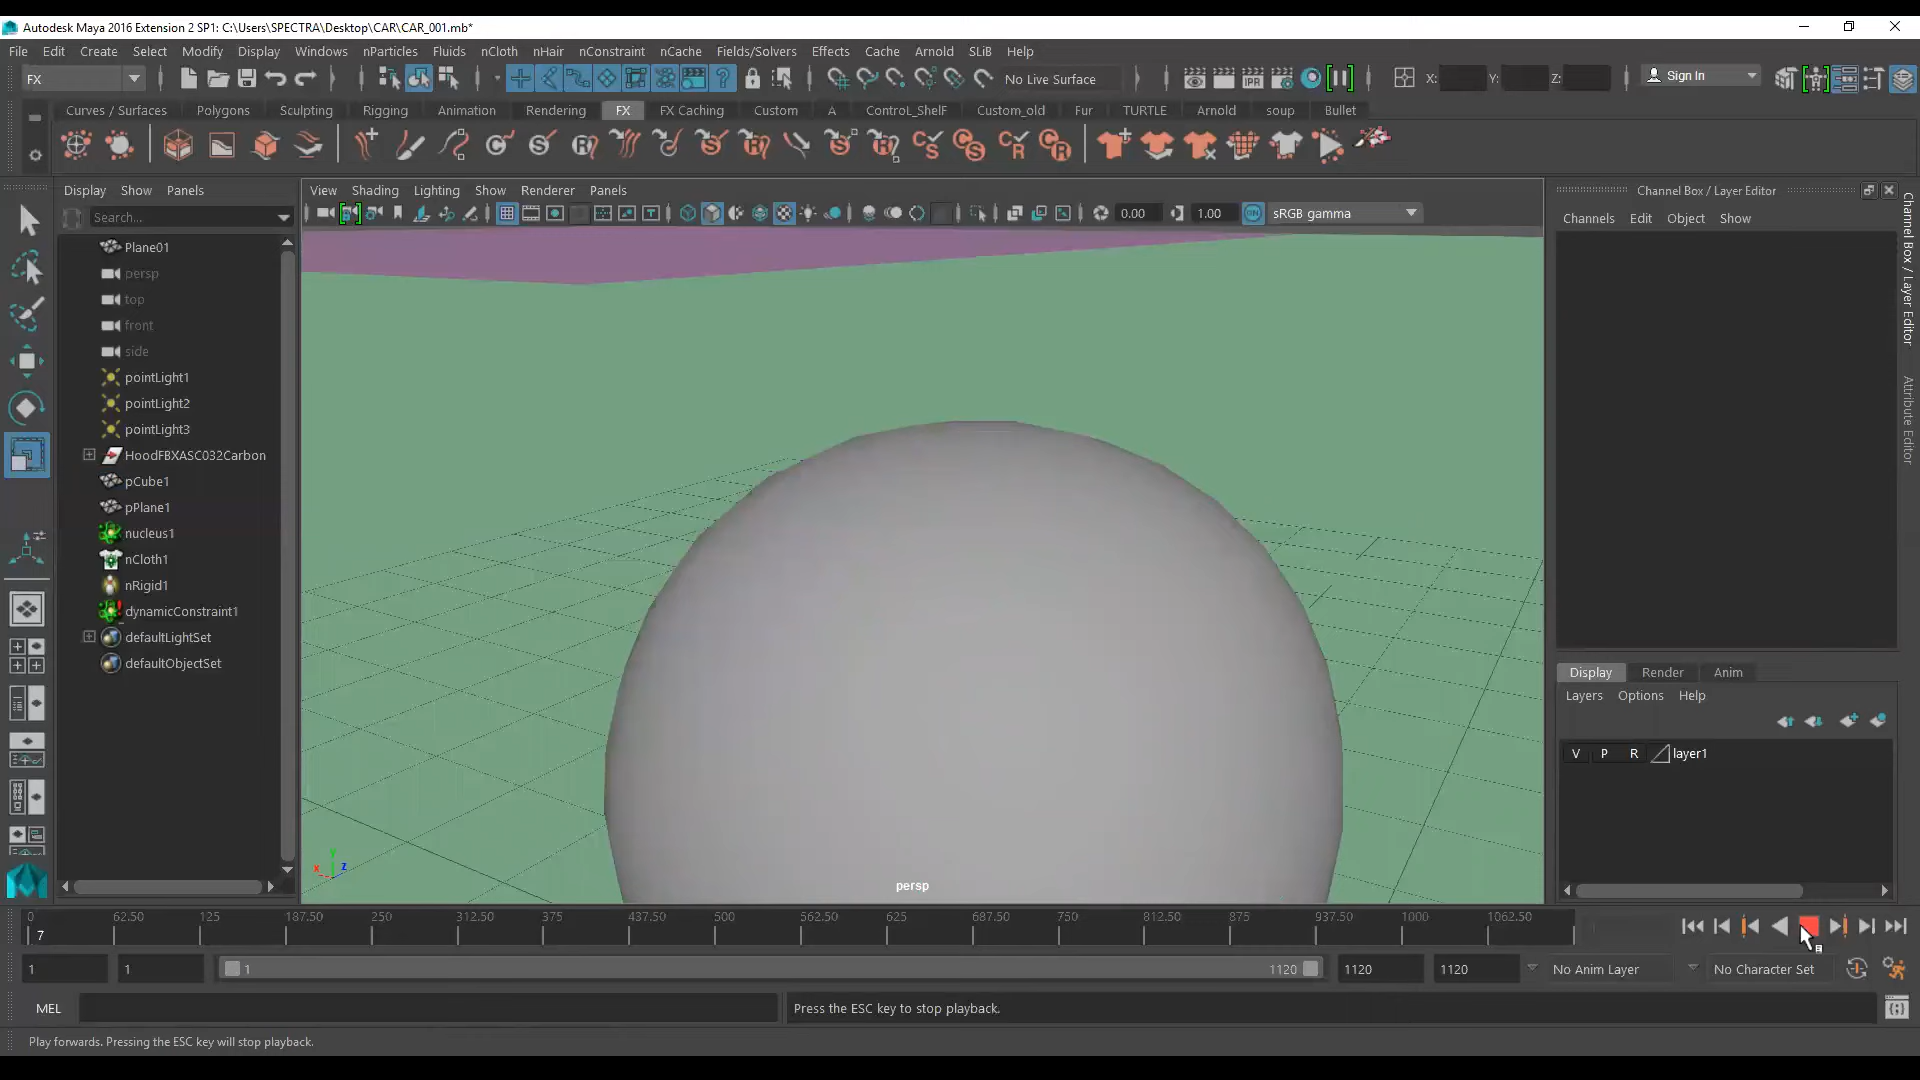 Autodesk Maya 2016 Extension 2 SP1: C:\Users\SPECTRA\Desktop\CAR\CAR_001.mb*
File Edit Create Select Modify Display Windows nParticles Fluids nCloth nHair nConstraint nCache Fields/Solvers Effects Cache Arnold SLiB Help
FX No Live Surface X: Y: Z: Sign In
Curves / Surfaces Polygons Sculpting Rigging Animation Rendering FX FX Caching Custom A ControL_ShelF Custom_old Fur TURTLE Arnold soup Bullet
Display Show Panels
View Shading Lighting Show Renderer Panels
Channel Box / Layer Editor
Search...
0.00 1.00 ON sRGB gamma
Channels Edit Object Show
Channel Box / Layer Editor
Attribute Editor
Plane01
persp
top
front
side
pointLight1
pointLight2
pointLight3
HoodFBXASC032Carbon
pCube1
pPlane1
nucleus1
nCloth1
nRigid1
dynamicConstraint1
defaultLightSet
defaultObjectSet
Display Render Anim
Layers Options Help
V P R layer1
y
x z
persp
0 62.50 125 187.50 250 312.50 375 437.50 500 562.50 625 687.50 750 812.50 875 937.50 1000 1062.50
7
1 1 1 1120 1120 1120 No Anim Layer No Character Set
MEL Press the ESC key to stop playback.
Play forwards. Pressing the ESC key will stop playback.